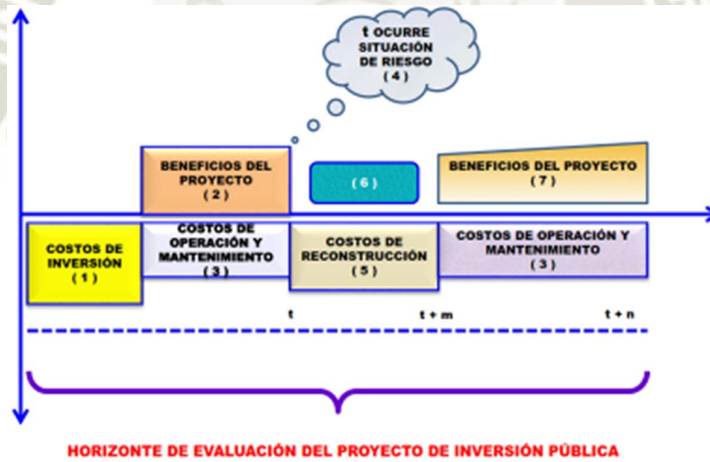 t OCURRE
SITUACIÓN
DE RIESGO
( 4 )
BENEFICIOS DEL
PROYECTO
( 2 )
( 6 )
BENEFICIOS DEL PROYECTO
( 7 )
COSTOS DE
INVERSIÓN
( 1 )
COSTOS DE
OPERACIÓN Y
MANTENIMIENTO
( 3 )
COSTOS DE
RECONSTRUCCIÓN
( 5 )
COSTOS DE OPERACIÓN Y
MANTENIMIENTO
( 3 )
t
t + m
t + n
HORIZONTE DE EVALUACIÓN DEL PROYECTO DE INVERSIÓN PÚBLICA